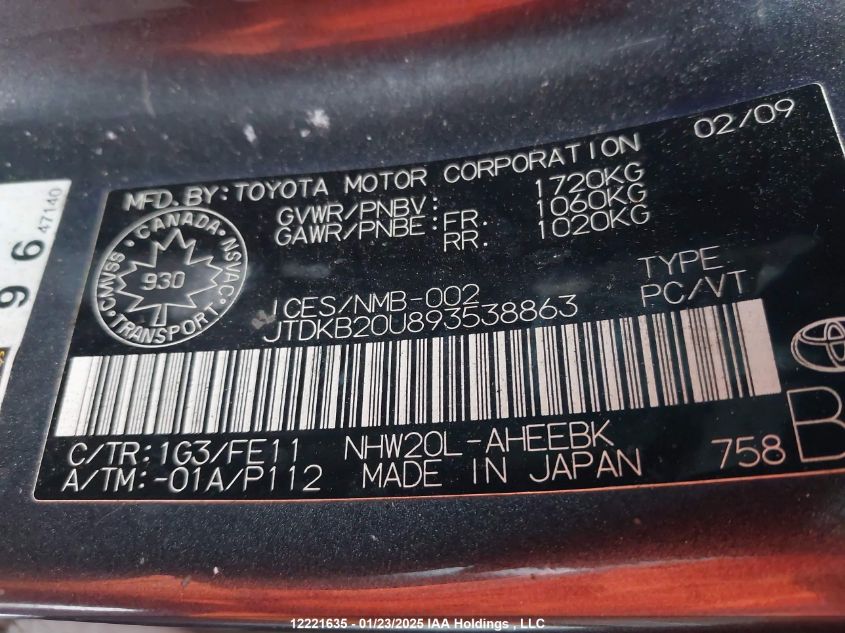 02/09
MFD. BY: TOYOTA MOTOR CORPORATION
GVWR/PNBV: 1720KG
GAWR/PNBE: FR. 1060KG
RR. 1020KG
CMVSS · CANADA · NSVAC
930
TRANSPORT
ICES/NMB-002
JTDKB20U893538863
TYPE
PC/VT
C/TR: 1G3/FE11 NHW20L-AHEEBK
A/TM: -01A/P112 MADE IN JAPAN 758
B
96
47140
12221635 - 01/23/2025 IAA Holdings , LLC